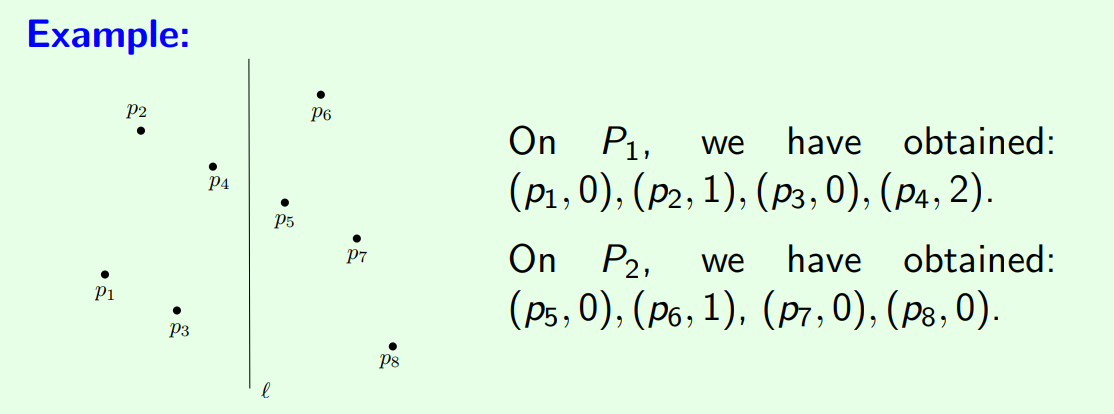 Example:
p₂
p₆
p₄
p₅
p₇
p₁
p₃
p₈
ℓ
On P₁, we have obtained:
(p₁, 0), (p₂, 1), (p₃, 0), (p₄, 2).
On P₂, we have obtained:
(p₅, 0), (p₆, 1), (p₇, 0), (p₈, 0).